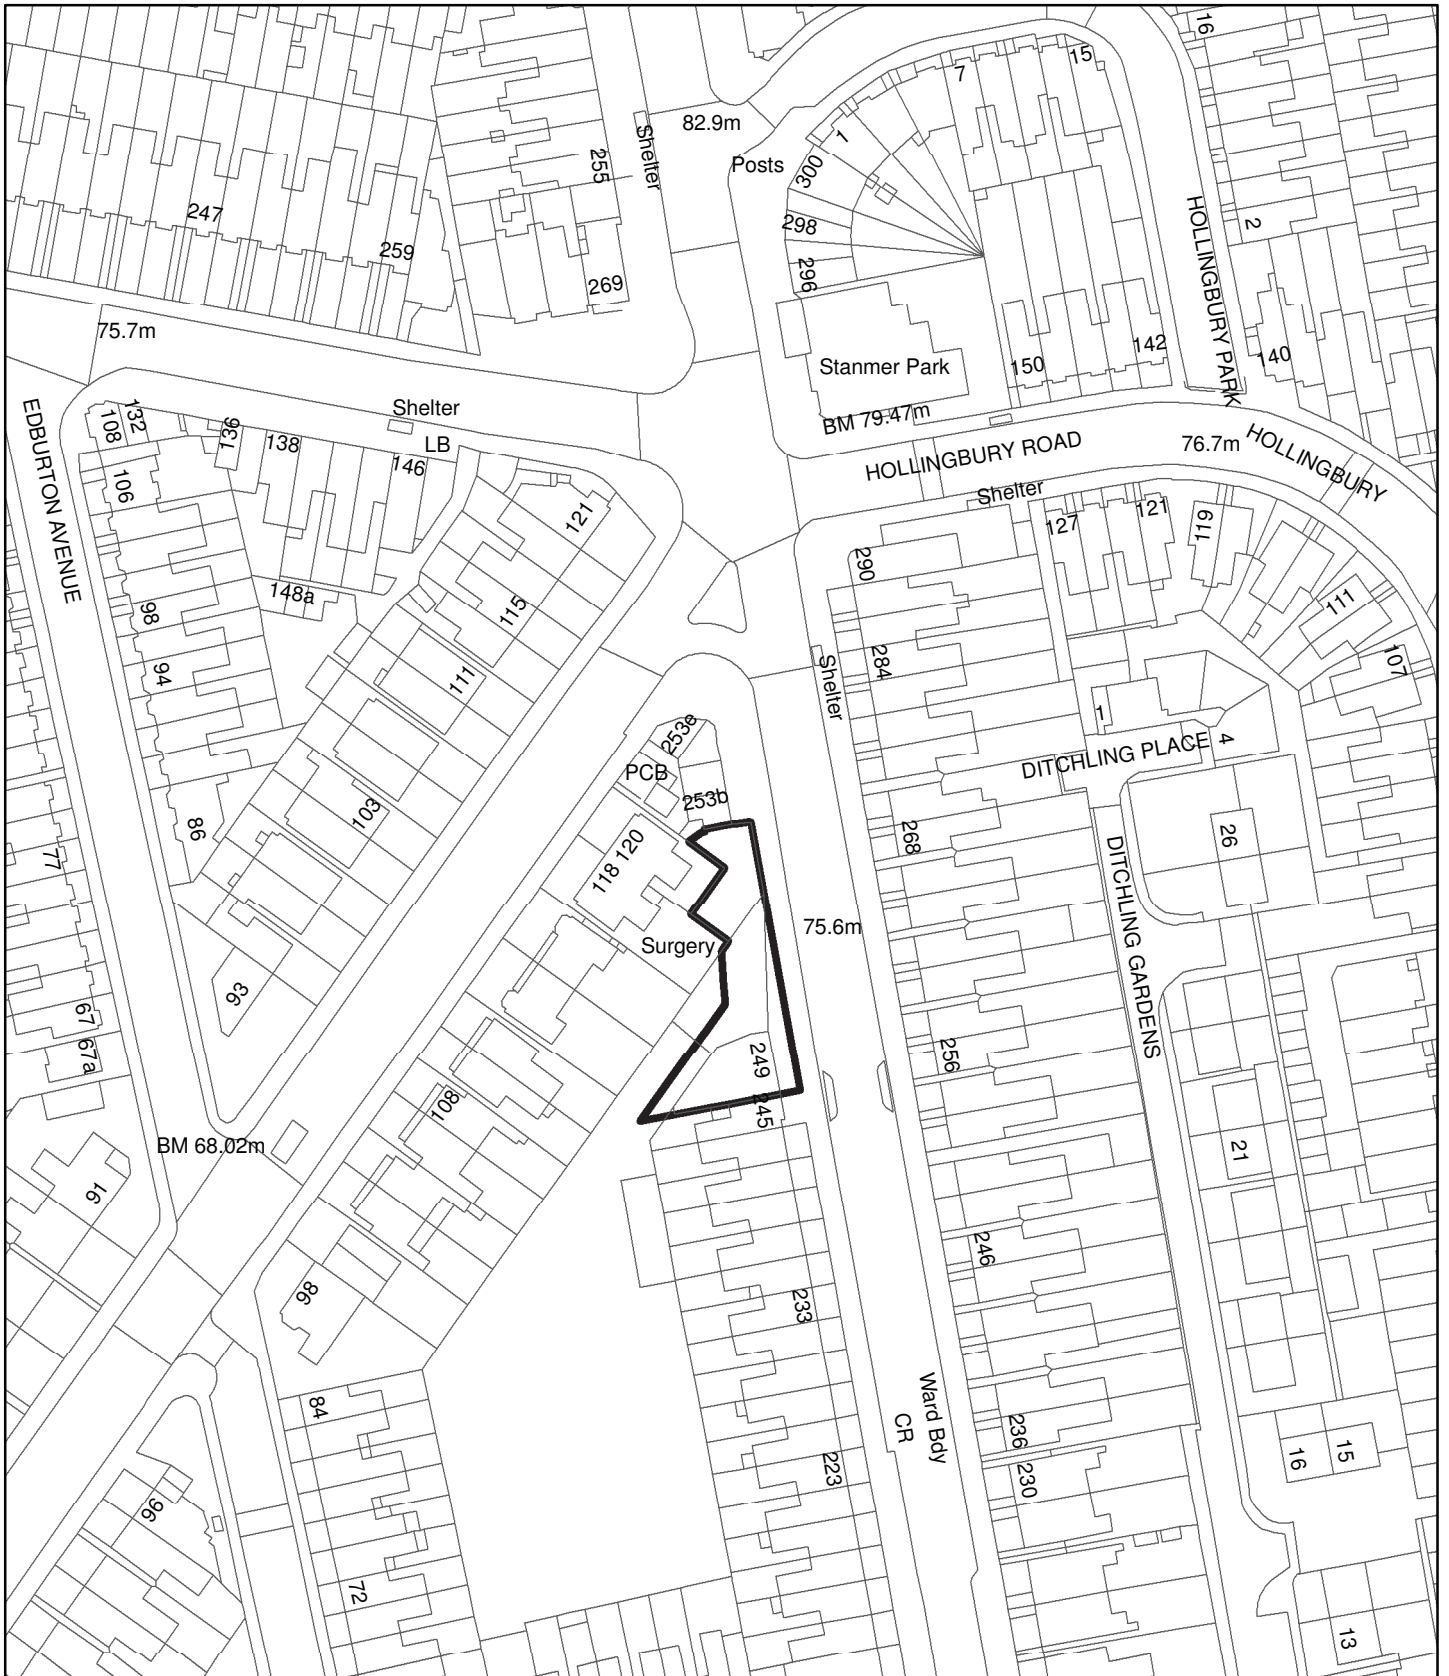 16
15
7
82.9m
Shelter
1
255
Posts
300
247
298
2
259
296
HOLLINGBURY PARK
269
75.7m
142
140
150
Stanmer Park
Shelter
BM 79.47m
132
108
136
138
LB
146
HOLLINGBURY ROAD
76.7m
HOLLINGBURY
EDBURTON AVENUE
106
Shelter
121
127
121
119
290
148a
98
115
111
284
94
111
107
Shelter
1
253e
DITCHLING PLACE
4
PCB
253b
103
86
268
26
118 120
77
DITCHLING GARDENS
75.6m
Surgery
93
67
67a
249
256
245
108
BM 68.02m
21
91
246
98
233
84
Ward Bdy
CR
236
223
16
15
230
96
72
13